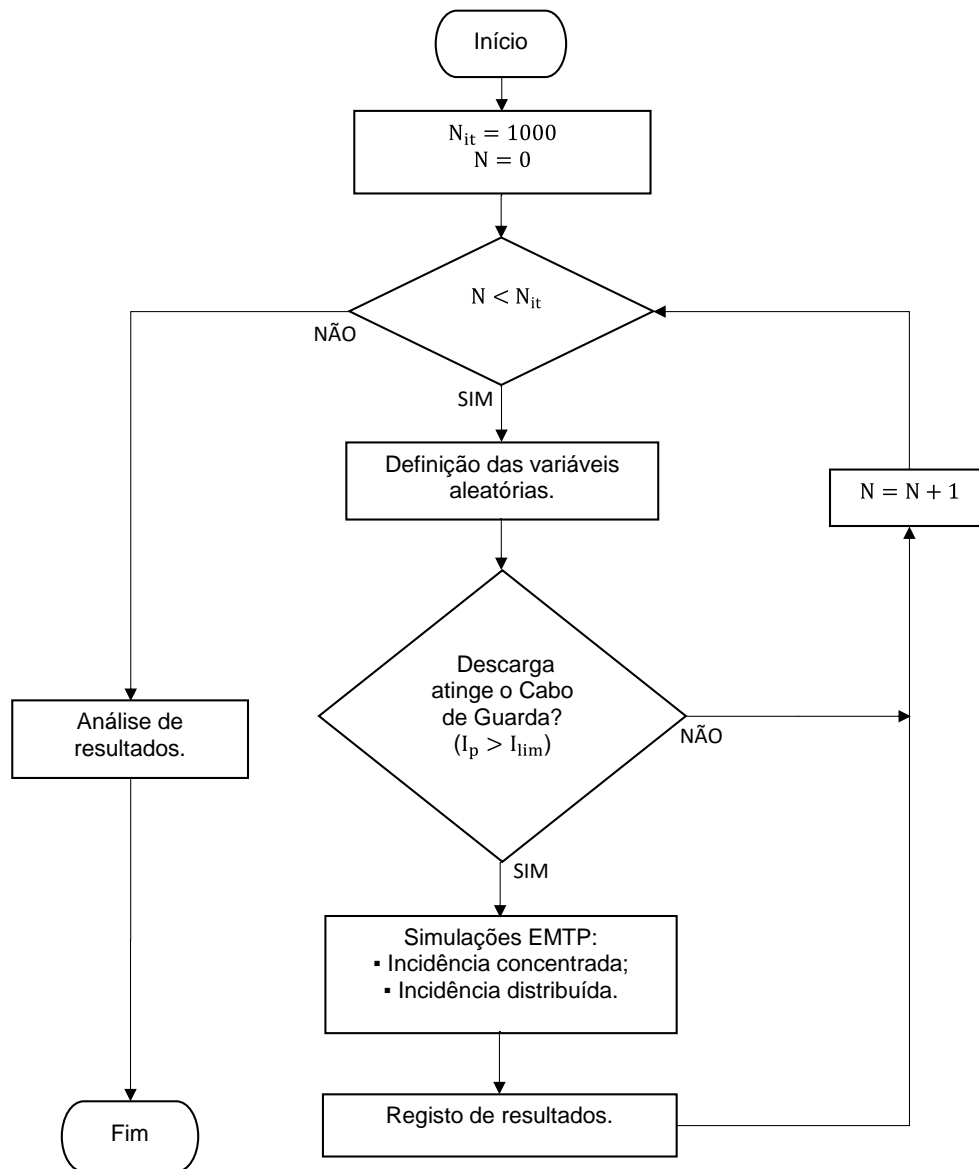 Início
N_it = 1000
N = 0
N < N_it
NÃO
SIM
Definição das variáveis
aleatórias.
N = N + 1
Descarga
atinge o Cabo
de Guarda?
(I_p > I_lim)
NÃO
SIM
Análise de
resultados.
Simulações EMTP:
▪ Incidência concentrada;
▪ Incidência distribuída.
Registo de resultados.
Fim